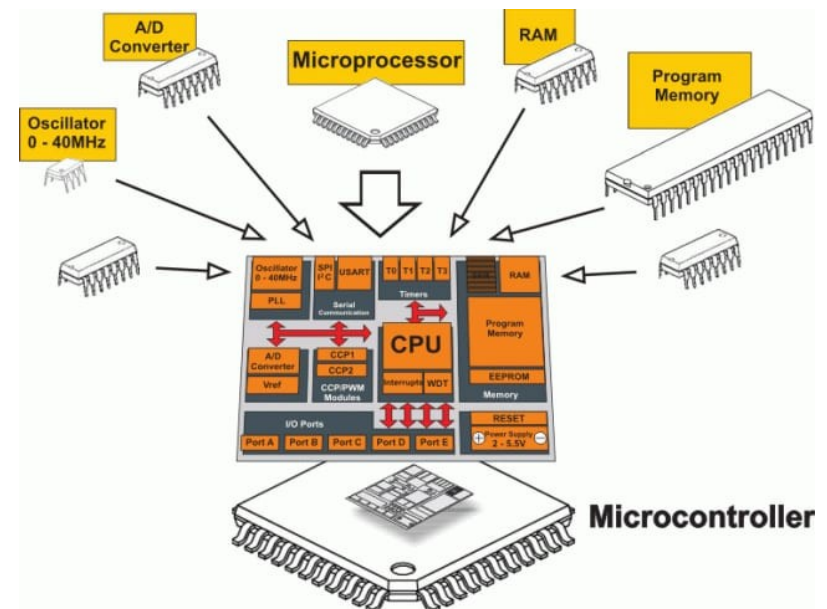 A/D
Converter
Microprocessor
RAM
Program
Memory
Oscillator
0 - 40MHz
Oscillator
0 - 40MHz
PLL
SPI
I²C
USART
Serial
Communication
T0 T1 T2 T3
Timers
RAM
Program
Memory
EEPROM
Memory
A/D
Converter
Vref
CCP1
CCP2
CCP/PWM
Modules
CPU
Interrupts WDT
I/O Ports
Port A Port B Port C Port D Port E
RESET
+ Power Supply −
2 - 5.5V
Microcontroller